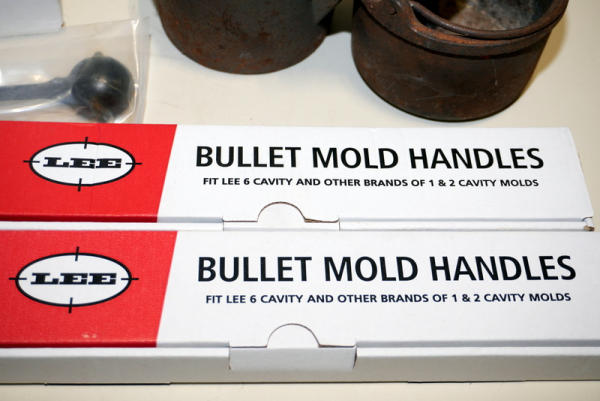 LEE
BULLET MOLD HANDLES
FIT LEE 6 CAVITY AND OTHER BRANDS OF 1 & 2 CAVITY MOLDS
LEE
BULLET MOLD HANDLES
FIT LEE 6 CAVITY AND OTHER BRANDS OF 1 & 2 CAVITY MOLDS